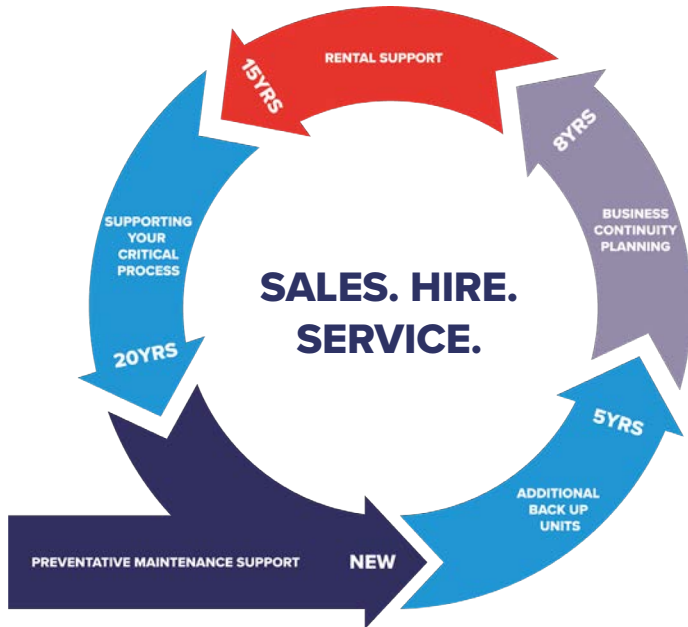 RENTAL SUPPORT
15YRS
8YRS
SUPPORTING
YOUR
CRITICAL
PROCESS
BUSINESS
CONTINUITY
PLANNING
SALES. HIRE.
SERVICE.
20YRS
5YRS
ADDITIONAL
BACK UP
UNITS
PREVENTATIVE MAINTENANCE SUPPORT
NEW